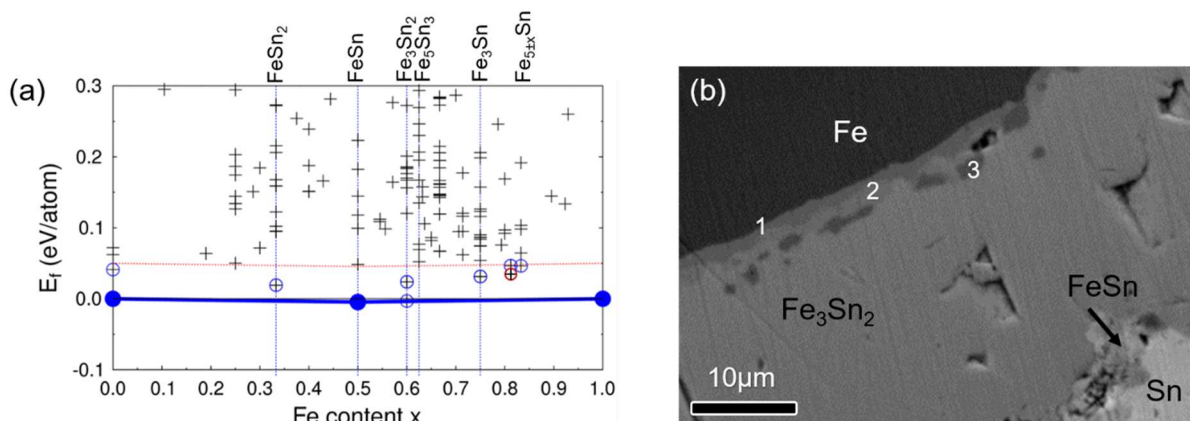 (a)
FeSn2
FeSn
Fe3Sn2
Fe5Sn3
Fe3Sn
Fe5±xSn
Ef (eV/atom)
0.3
0.2
0.1
0.0
-0.1
0.0 0.1 0.2 0.3 0.4 0.5 0.6 0.7 0.8 0.9 1.0
Fe content x
(b)
Fe
1
2
3
Fe3Sn2
FeSn
Sn
10μm